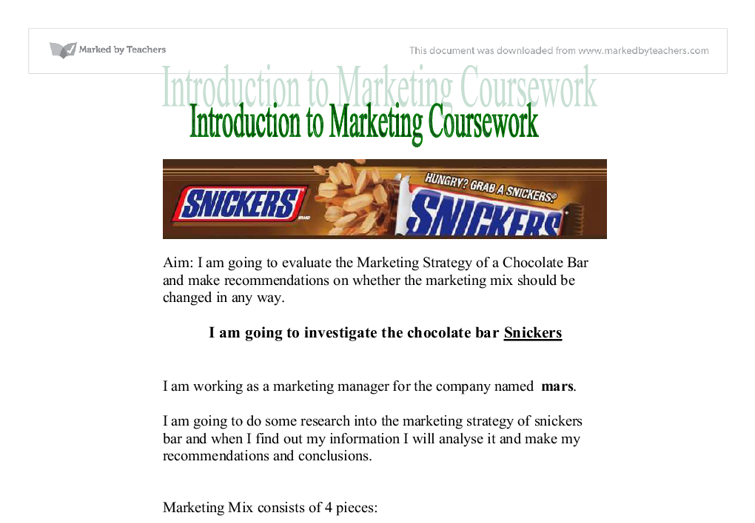 Marked by Teachers
This document was downloaded from www.markedbyteachers.com
Introduction to Marketing Coursework
Introduction to Marketing Coursework
SNICKERS
BRAND
HUNGRY? GRAB A SNICKERS®
SNICKERS
Aim: I am going to evaluate the Marketing Strategy of a Chocolate Bar
and make recommendations on whether the marketing mix should be
changed in any way.
I am going to investigate the chocolate bar Snickers
I am working as a marketing manager for the company named mars.
I am going to do some research into the marketing strategy of snickers
bar and when I find out my information I will analyse it and make my
recommendations and conclusions.
Marketing Mix consists of 4 pieces: